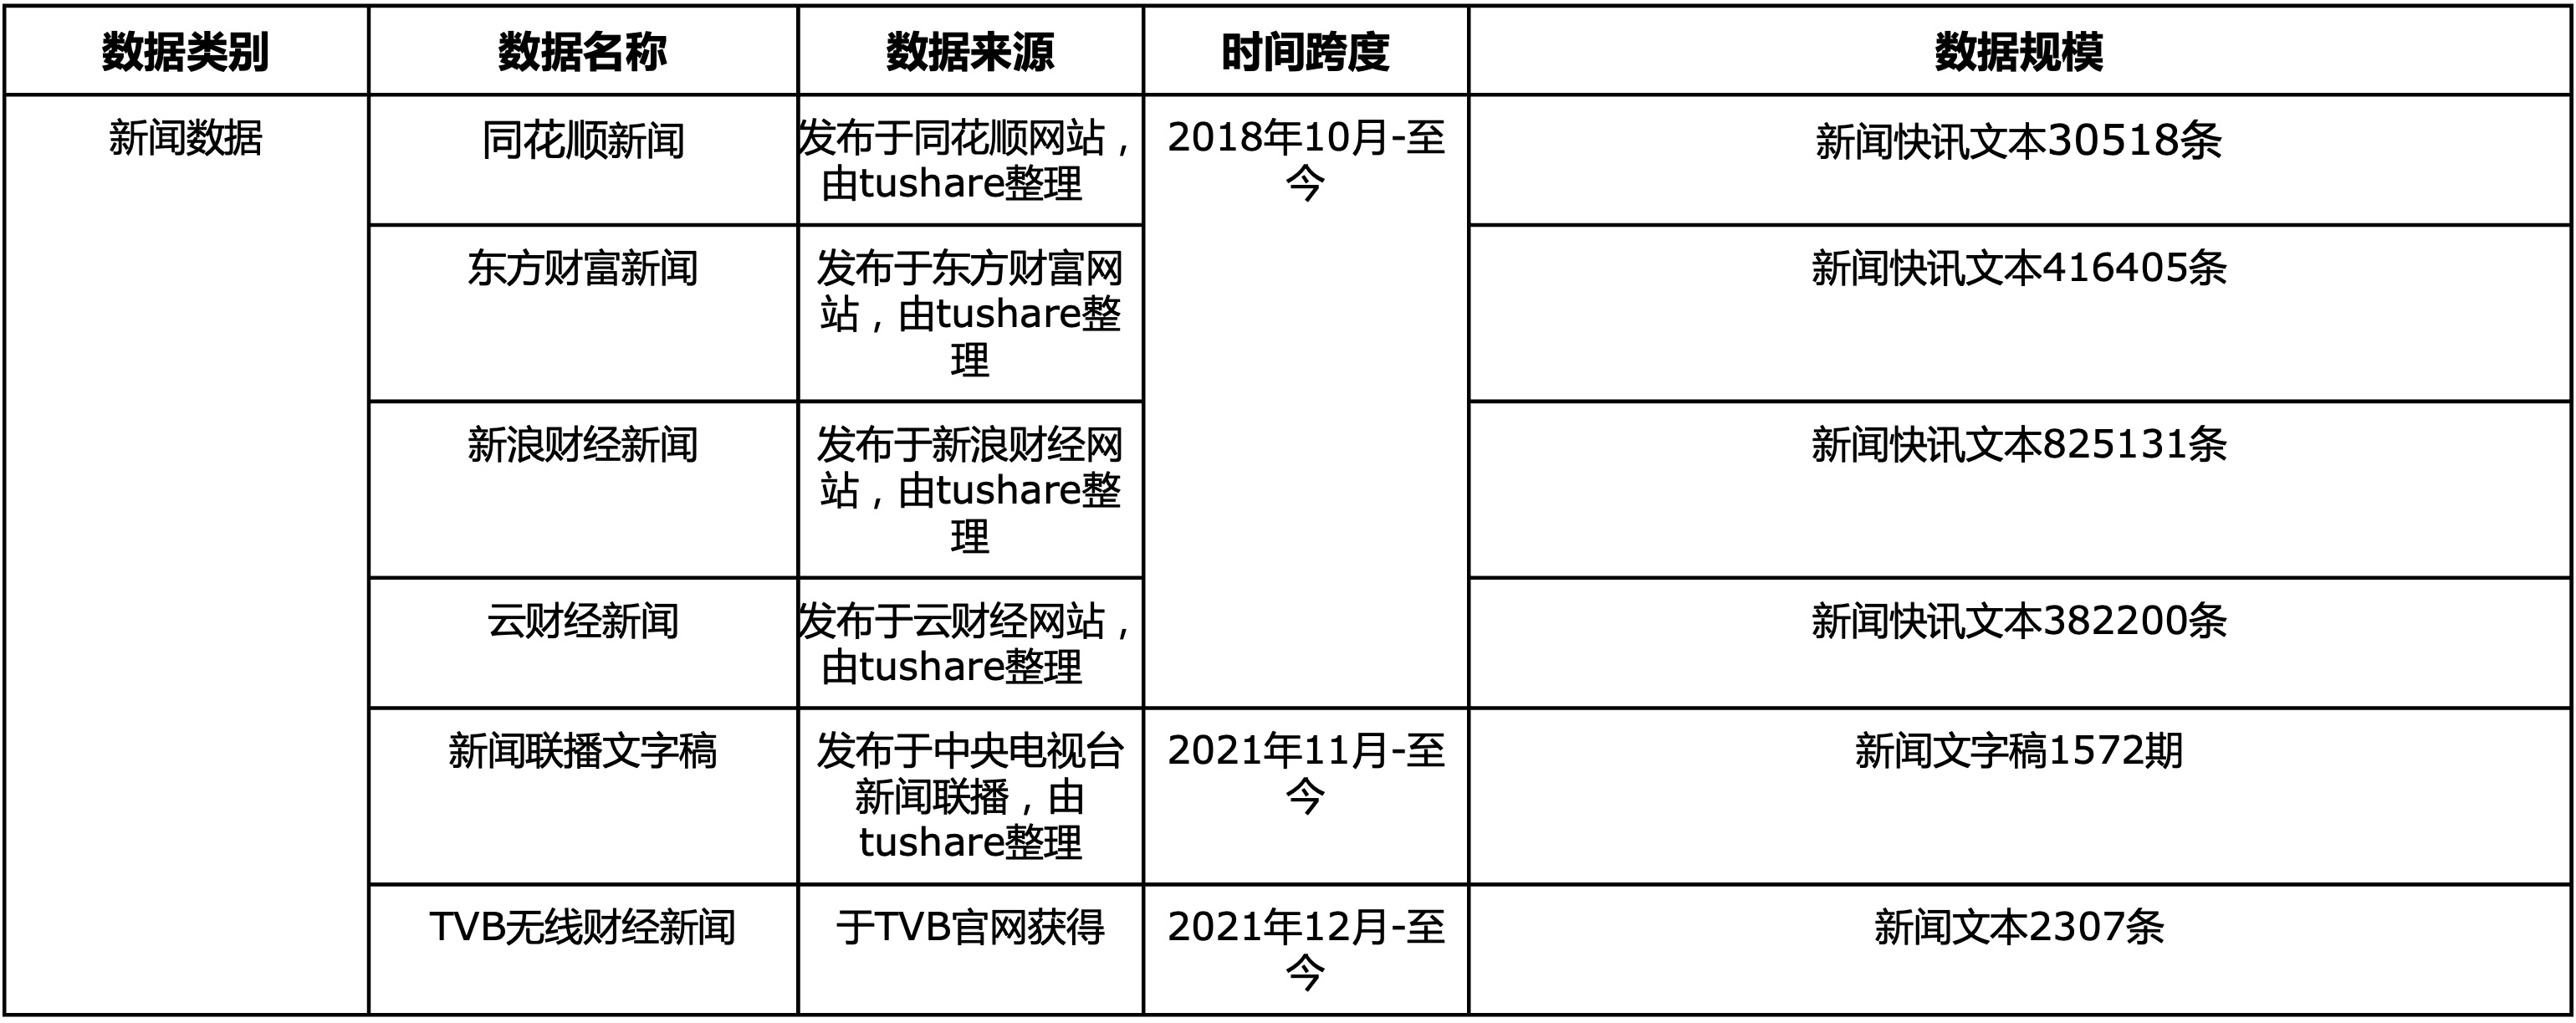 数据类别 数据名称 数据来源 时间跨度 数据规模
新闻数据
同花顺新闻
发布于同花顺网站，
由tushare整理
2018年10月-至
今
新闻快讯文本30518条
东方财富新闻
发布于东方财富网
站，由tushare整
理
新闻快讯文本416405条
新浪财经新闻
发布于新浪财经网
站，由tushare整
理
新闻快讯文本825131条
云财经新闻
发布于云财经网站，
由tushare整理
新闻快讯文本382200条
新闻联播文字稿
发布于中央电视台
新闻联播，由
tushare整理
2021年11月-至
今
新闻文字稿1572期
TVB无线财经新闻
于TVB官网获得
2021年12月-至
今
新闻文本2307条